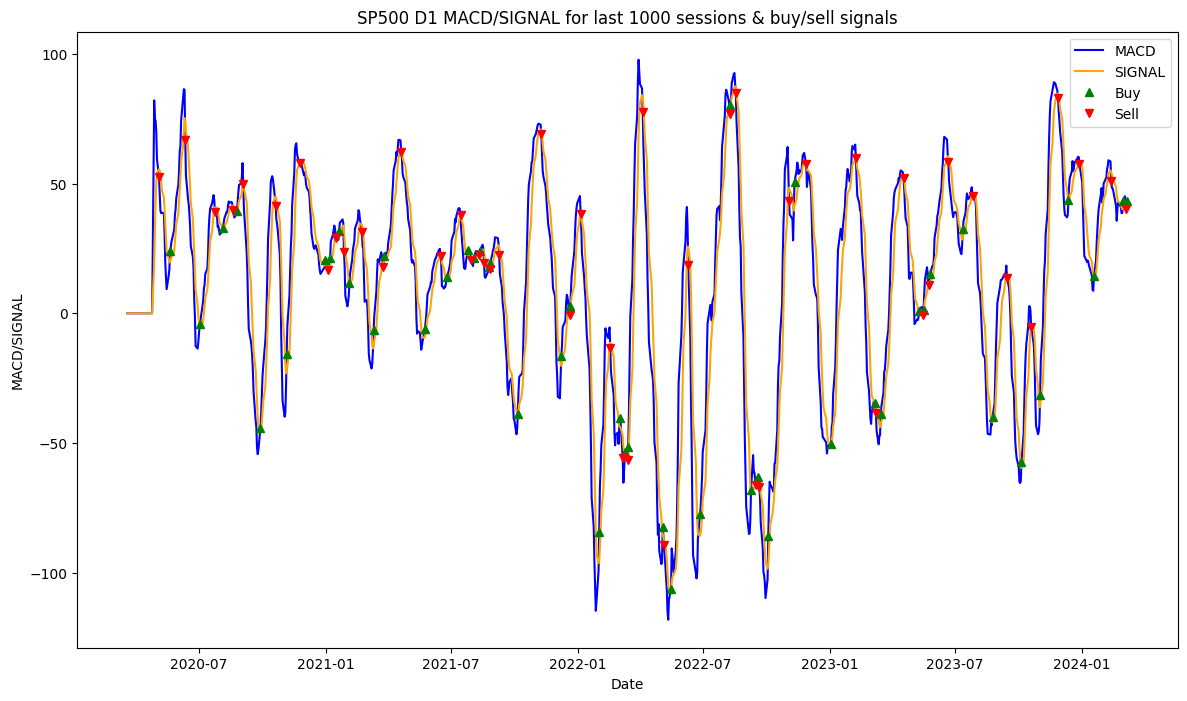 SP500 D1 MACD/SIGNAL for last 1000 sessions & buy/sell signals
MACD
SIGNAL
Buy
Sell
MACD/SIGNAL
100
50
0
−50
−100
2020-07
2021-01
2021-07
2022-01
2022-07
2023-01
2023-07
2024-01
Date